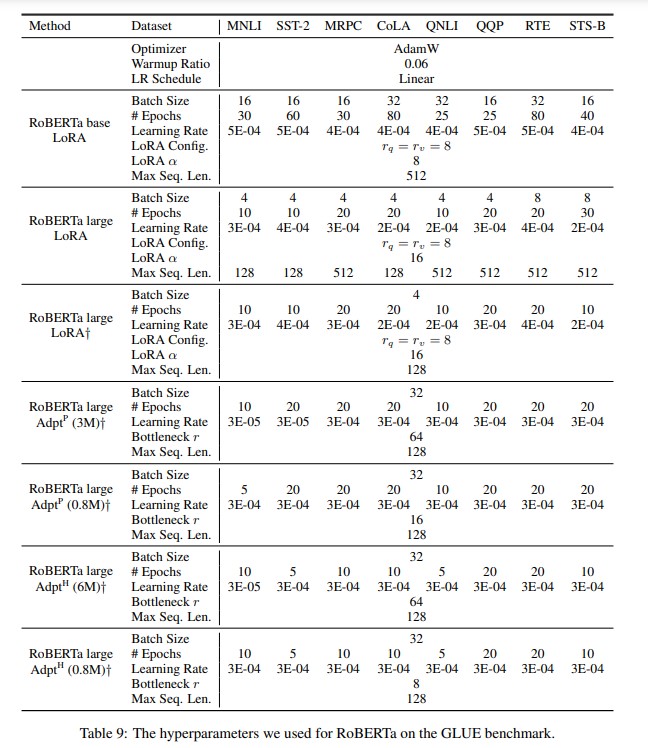 Method Dataset MNLI SST-2 MRPC CoLA QNLI QQP RTE STS-B
Optimizer AdamW
Warmup Ratio 0.06
LR Schedule Linear
RoBERTa base
LoRA
Batch Size 16 16 16 32 32 16 32 16
# Epochs 30 60 30 80 25 25 80 40
Learning Rate 5E-04 5E-04 4E-04 4E-04 4E-04 5E-04 5E-04 4E-04
LoRA Config. rq = rv = 8
LoRA α 8
Max Seq. Len. 512
RoBERTa large
LoRA
Batch Size 4 4 4 4 4 4 8 8
# Epochs 10 10 20 20 10 20 20 30
Learning Rate 3E-04 4E-04 3E-04 2E-04 2E-04 3E-04 4E-04 2E-04
LoRA Config. rq = rv = 8
LoRA α 16
Max Seq. Len. 128 128 512 128 512 512 512 512
RoBERTa large
LoRA†
Batch Size 4
# Epochs 10 10 20 20 10 20 20 10
Learning Rate 3E-04 4E-04 3E-04 2E-04 2E-04 3E-04 4E-04 2E-04
LoRA Config. rq = rv = 8
LoRA α 16
Max Seq. Len. 128
RoBERTa large
AdptP (3M)†
Batch Size 32
# Epochs 10 20 20 20 10 20 20 20
Learning Rate 3E-05 3E-05 3E-04 3E-04 3E-04 3E-04 3E-04 3E-04
Bottleneck r 64
Max Seq. Len. 128
RoBERTa large
AdptP (0.8M)†
Batch Size 32
# Epochs 5 20 20 20 10 20 20 20
Learning Rate 3E-04 3E-04 3E-04 3E-04 3E-04 3E-04 3E-04 3E-04
Bottleneck r 16
Max Seq. Len. 128
RoBERTa large
AdptH (6M)†
Batch Size 32
# Epochs 10 5 10 10 5 20 20 10
Learning Rate 3E-05 3E-04 3E-04 3E-04 3E-04 3E-04 3E-04 3E-04
Bottleneck r 64
Max Seq. Len. 128
RoBERTa large
AdptH (0.8M)†
Batch Size 32
# Epochs 10 5 10 10 5 20 20 10
Learning Rate 3E-04 3E-04 3E-04 3E-04 3E-04 3E-04 3E-04 3E-04
Bottleneck r 8
Max Seq. Len. 128
Table 9: The hyperparameters we used for RoBERTa on the GLUE benchmark.